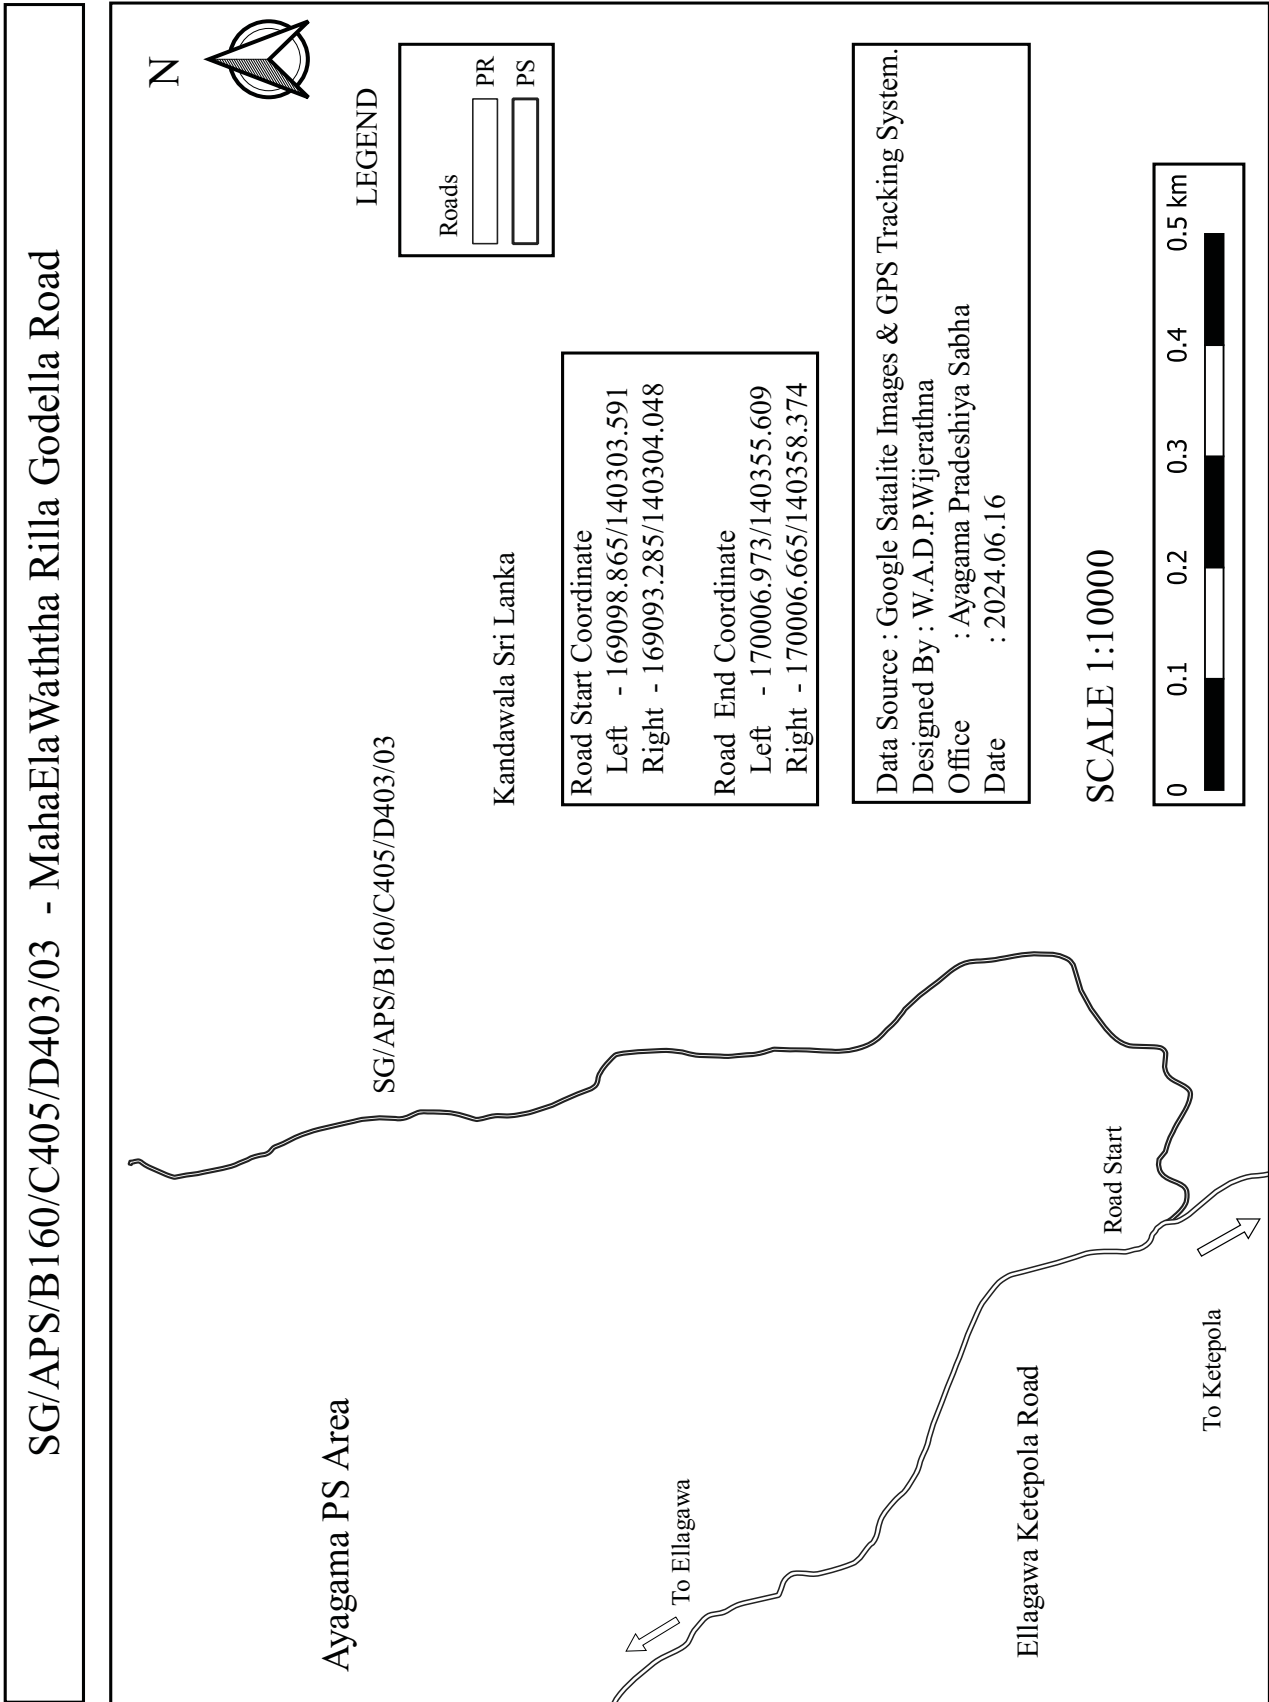 SG/APS/B160/C405/D403/03 - MahaElaWaththa Rilla Godella Road
N
LEGEND
Roads
PR
PS
SG/APS/B160/C405/D403/03
Ayagama PS Area
Kandawala Sri Lanka
Road Start Coordinate
Left - 169098.865/140303.591
Right - 169093.285/140304.048
Road End Coordinate
Left - 170006.973/140355.609
Right - 170006.665/140358.374
To Ellagawa
Data Source : Google Satalite Images & GPS Tracking System.
Designed By : W.A.D.P.Wijerathna
Office : Ayagama Pradeshiya Sabha
Date : 2024.06.16
Ellagawa Ketepola Road
Road Start
To Ketepola
SCALE 1:10000
0 0.1 0.2 0.3 0.4 0.5 km